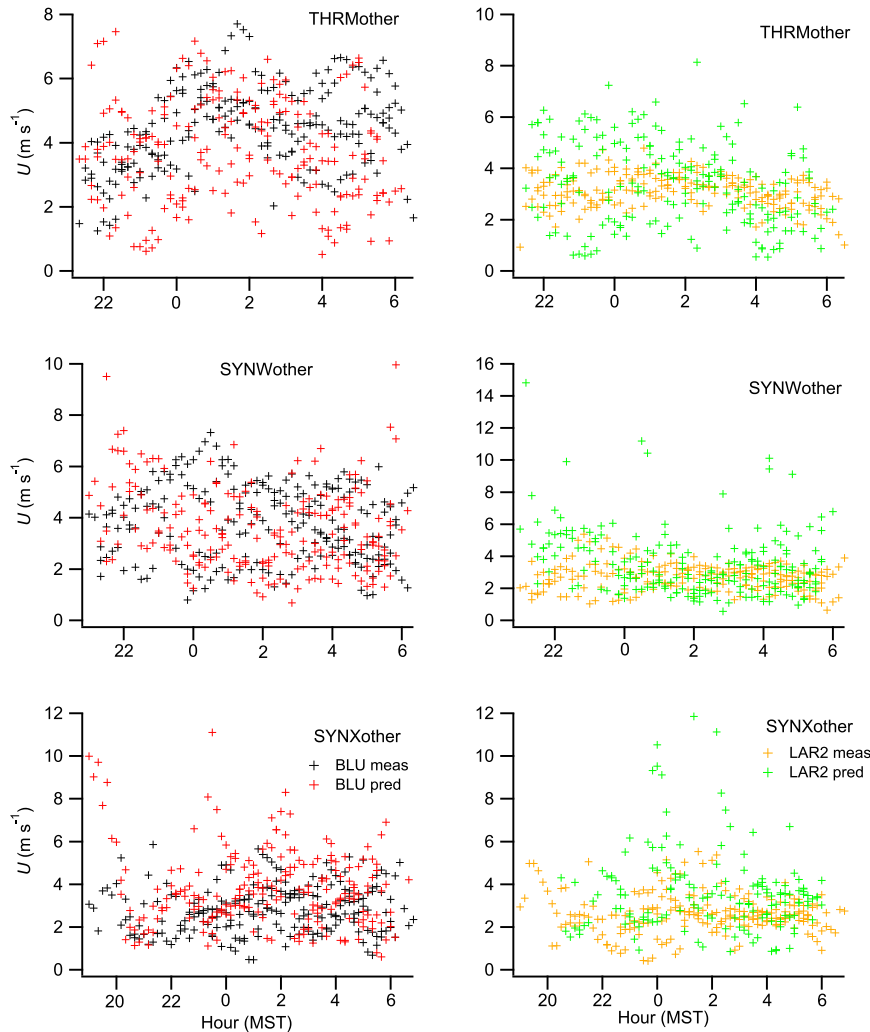 THRMother
8
6
4
2
0
U (m s⁻¹)
22 0 2 4 6
THRMother
10
8
6
4
2
0
22 0 2 4 6
SYNWother
10
8
6
4
2
0
U (m s⁻¹)
22 0 2 4 6
SYNWother
16
14
12
10
8
6
4
2
0
22 0 2 4 6
SYNXother
BLU meas
BLU pred
12
10
8
6
4
2
0
U (m s⁻¹)
20 22 0 2 4 6
Hour (MST)
SYNXother
LAR2 meas
LAR2 pred
12
10
8
6
4
2
0
20 22 0 2 4 6
Hour (MST)